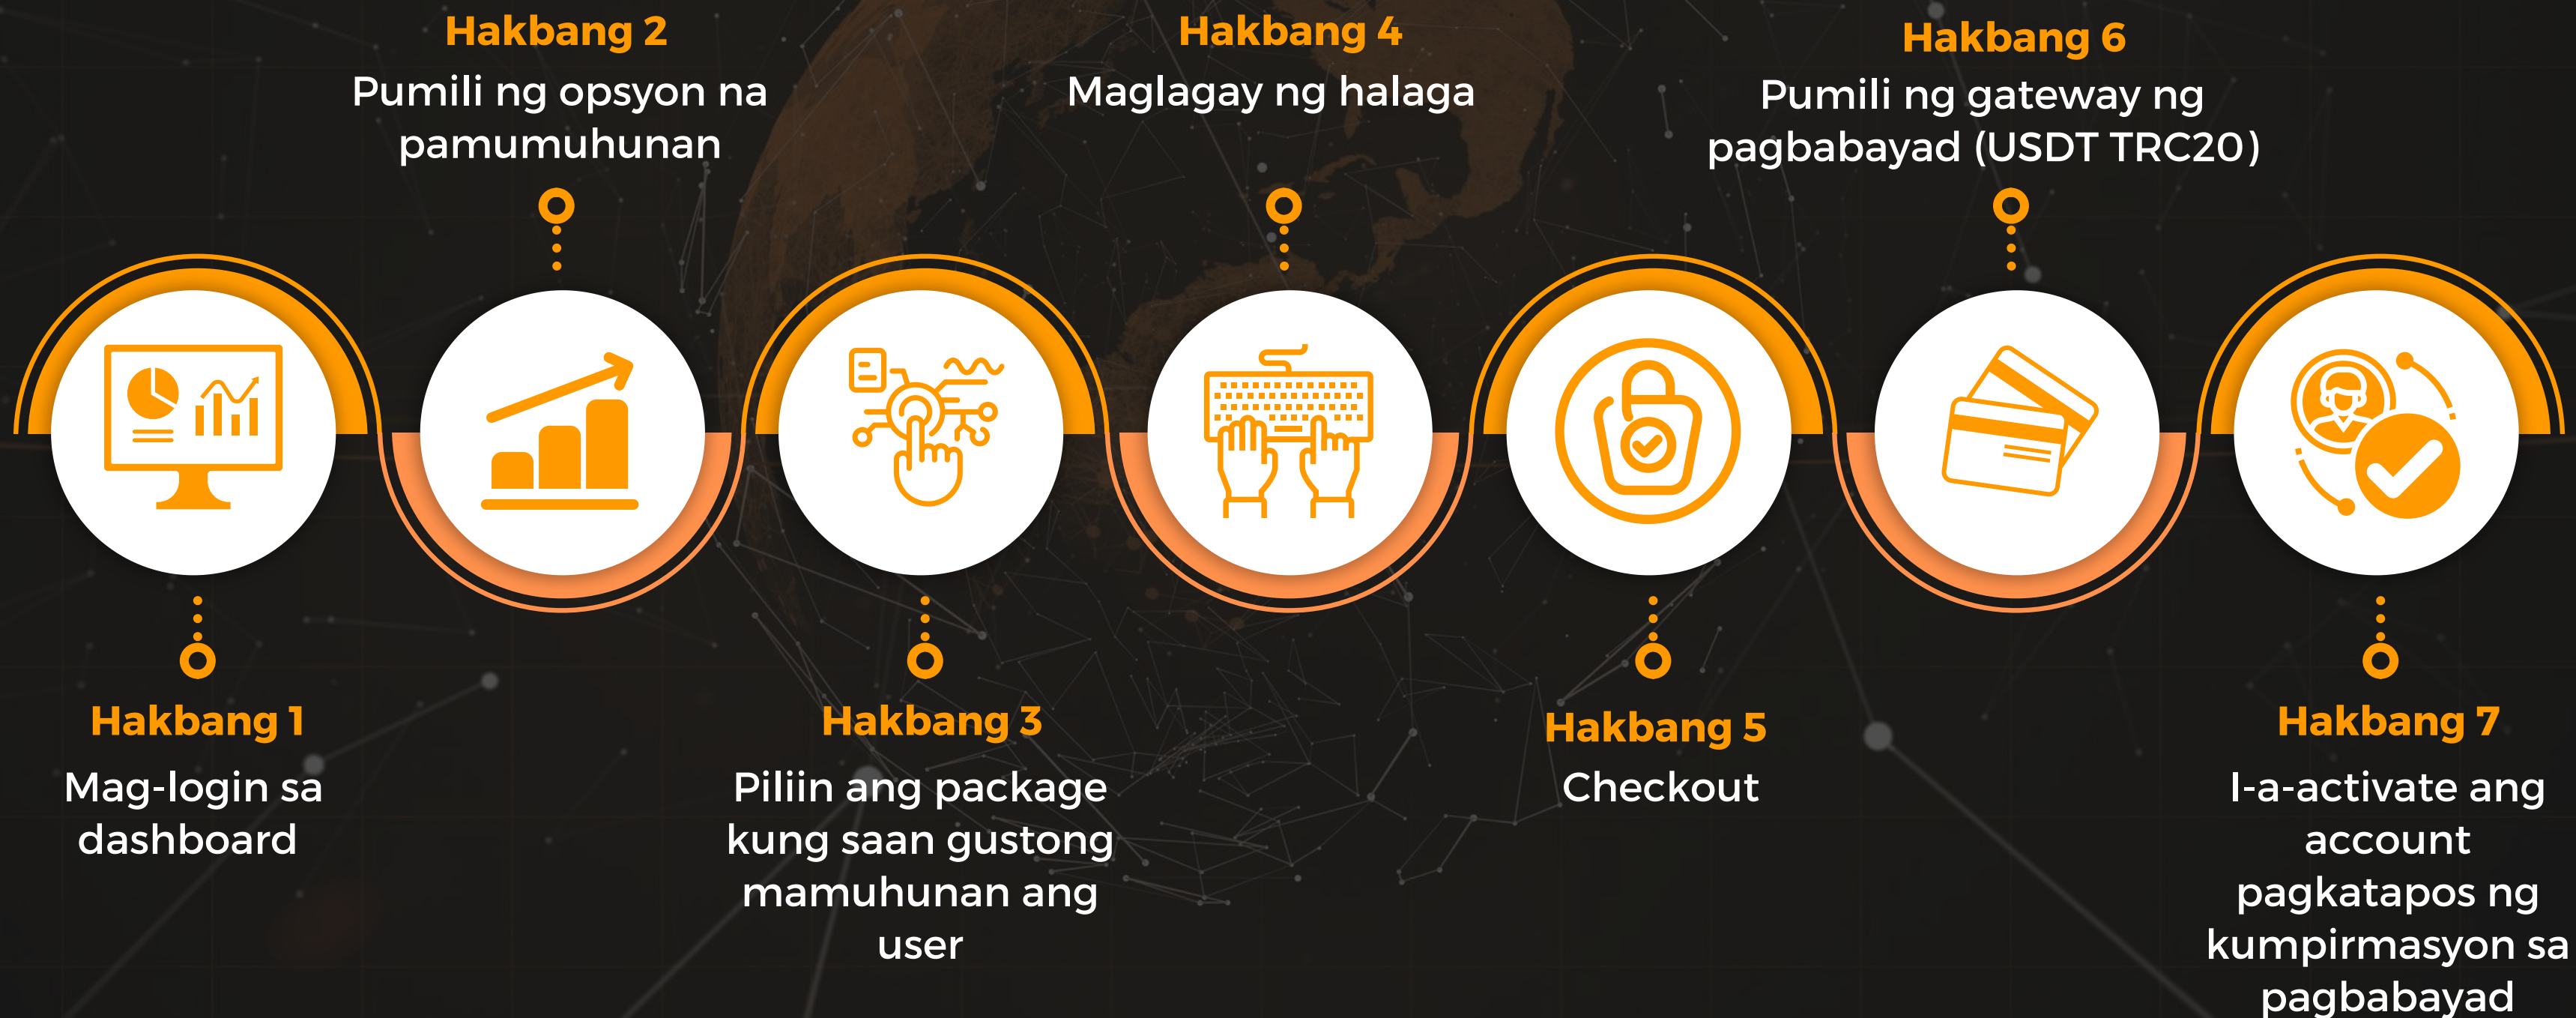 Hakbang 1
Mag-login sa
dashboard
Hakbang 2
Pumili ng opsyon na
pamumuhunan
Hakbang 3
Piliin ang package
kung saan gustong
mamuhunan ang
user
Hakbang 4
Maglagay ng halaga
Hakbang 5
Checkout
Hakbang 6
Pumili ng gateway ng
pagbabayad (USDT TRC20)
Hakbang 7
I-a-activate ang
account
pagkatapos ng
kumpirmasyon sa
pagbabayad